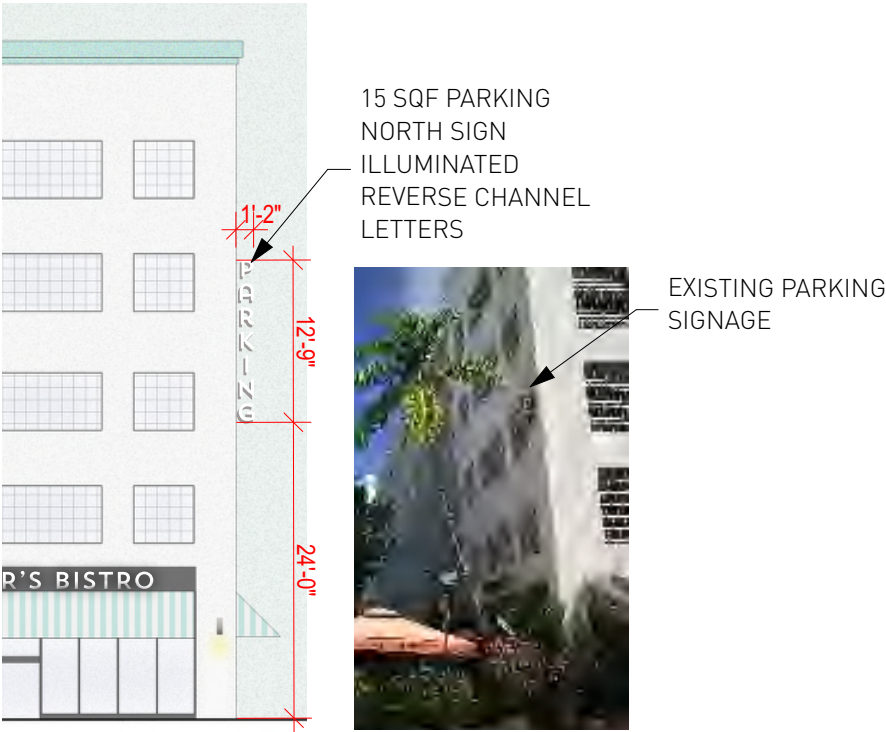 15 SQF PARKING
NORTH SIGN
ILLUMINATED
REVERSE CHANNEL
LETTERS
1'-2"
PARKING
12'-9"
EXISTING PARKING
SIGNAGE
24'-0"
R'S BISTRO